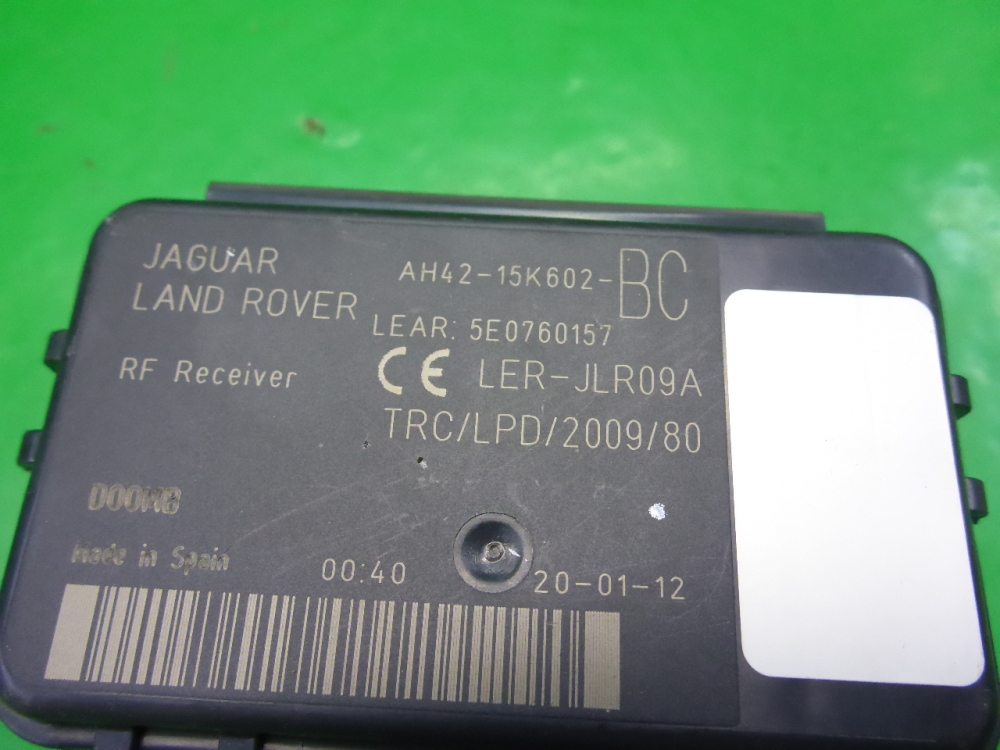 JAGUAR
LAND ROVER
AH42-15K602-BC
LEAR: 5E0760157
RF Receiver
CE LER-JLR09A
TRC/LPD/2009/80
Made in Spain
00:40
20-01-12